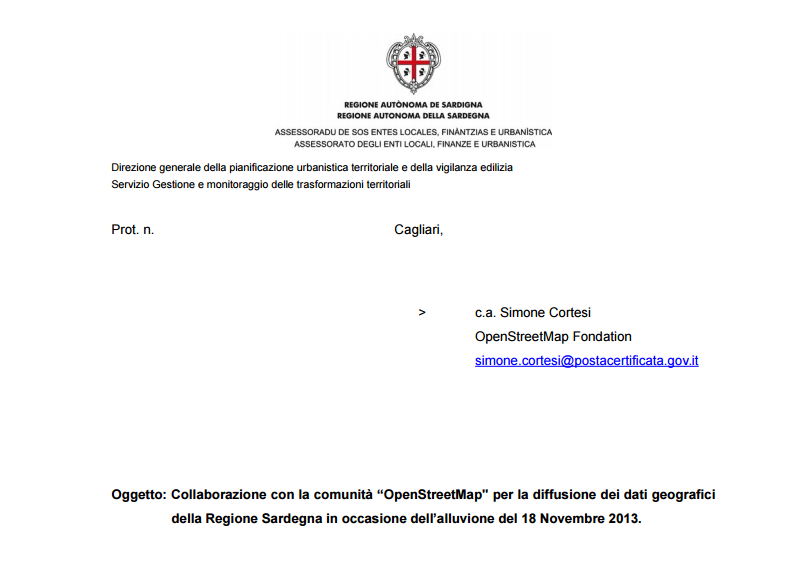 REGIONE AUTÒNOMA DE SARDIGNA
REGIONE AUTONOMA DELLA SARDEGNA
ASSESSORADU DE SOS ENTES LOCALES, FINÀNTZIAS E URBANÌSTICA
ASSESSORATO DEGLI ENTI LOCALI, FINANZE E URBANISTICA
Direzione generale della pianificazione urbanistica territoriale e della vigilanza edilizia
Servizio Gestione e monitoraggio delle trasformazioni territoriali
Prot. n. Cagliari,
> c.a. Simone Cortesi
OpenStreetMap Fondation
simone.cortesi@postacertificata.gov.it
Oggetto: Collaborazione con la comunità “OpenStreetMap" per la diffusione dei dati geografici
della Regione Sardegna in occasione dell’alluvione del 18 Novembre 2013.